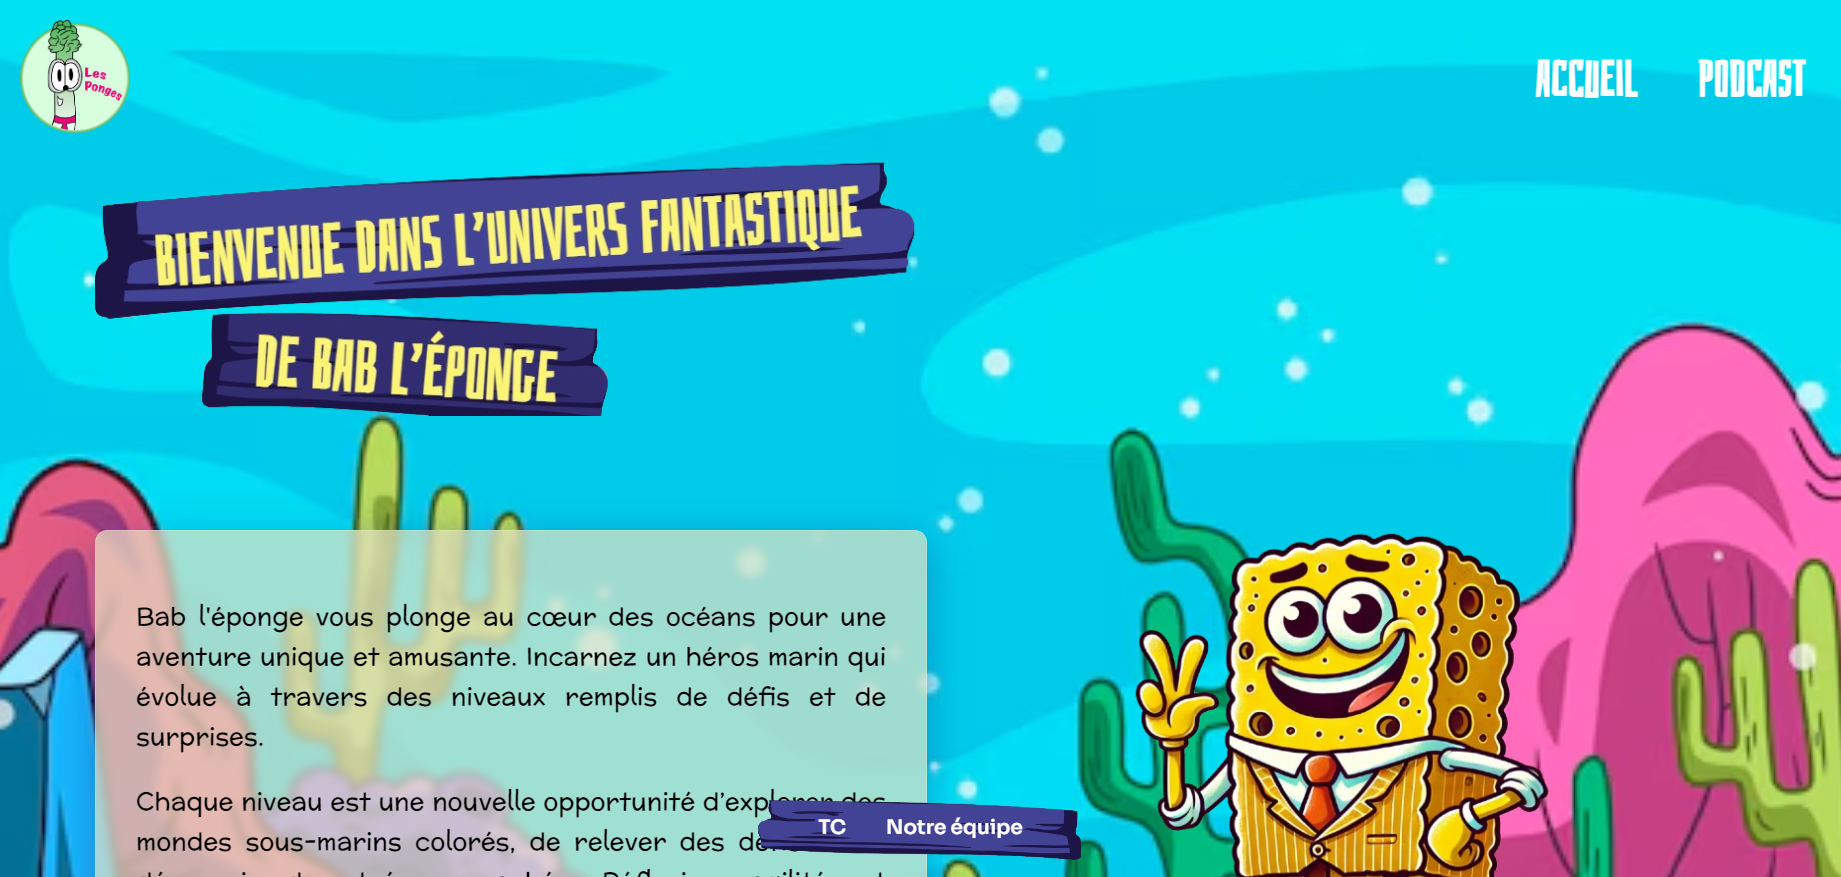 Les
Ponges
ACCUEIL PODCAST
BIENVENUE DANS L'UNIVERS FANTASTIQUE
DE BAB L'ÉPONGE
Bab l'éponge vous plonge au cœur des océans pour une
aventure unique et amusante. Incarnez un héros marin qui
évolue à travers des niveaux remplis de défis et de
surprises.
Chaque niveau est une nouvelle opportunité d'explorer des
mondes sous-marins colorés, de relever des
TC Notre équipe